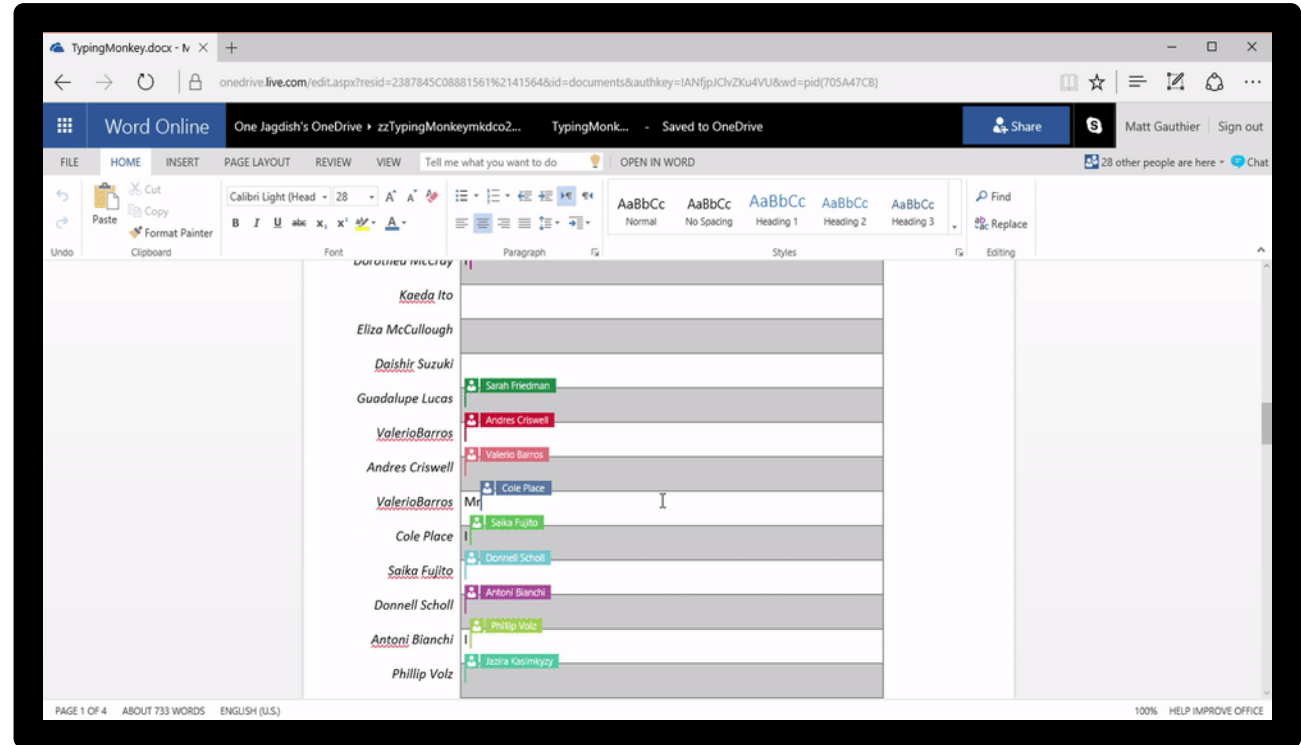 TypingMonkey.docx - M
onedrive.live.com/edit.aspx?resid=2387845C08881561%2141564&id=documents&authkey=!ANfjpJClvZKu4VU&wd=pid(705A47CB)
Word Online One Jagdish's OneDrive ▸ zzTypingMonkeymkdco2... TypingMonk... - Saved to OneDrive Share Matt Gauthier Sign out
FILE HOME INSERT PAGE LAYOUT REVIEW VIEW Tell me what you want to do OPEN IN WORD 28 other people are here Chat
Cut
Copy
Paste
Format Painter
Calibri Light (Head 28
B I U abc x₂ x² A
AaBbCc AaBbCc AaBbCc AaBbCc AaBbCc
Normal No Spacing Heading 1 Heading 2 Heading 3
Find
Replace
Undo Clipboard Font Paragraph Styles Editing
Dorothea McCray I
Kaeda Ito
Eliza McCullough
Daishir Suzuki
Sarah Friedman
Guadalupe Lucas
Andres Criswell
ValerioBarros
Valerio Barros
Andres Criswell
Cole Place
ValerioBarros Mr
Saika Fujito
Cole Place I
Donnell Scholl
Saika Fujito
Antoni Bianchi
Donnell Scholl
Phillip Volz
Antoni Bianchi I
Jazira Kasimkyzy
Phillip Volz
PAGE 1 OF 4 ABOUT 733 WORDS ENGLISH (U.S.) 100% HELP IMPROVE OFFICE